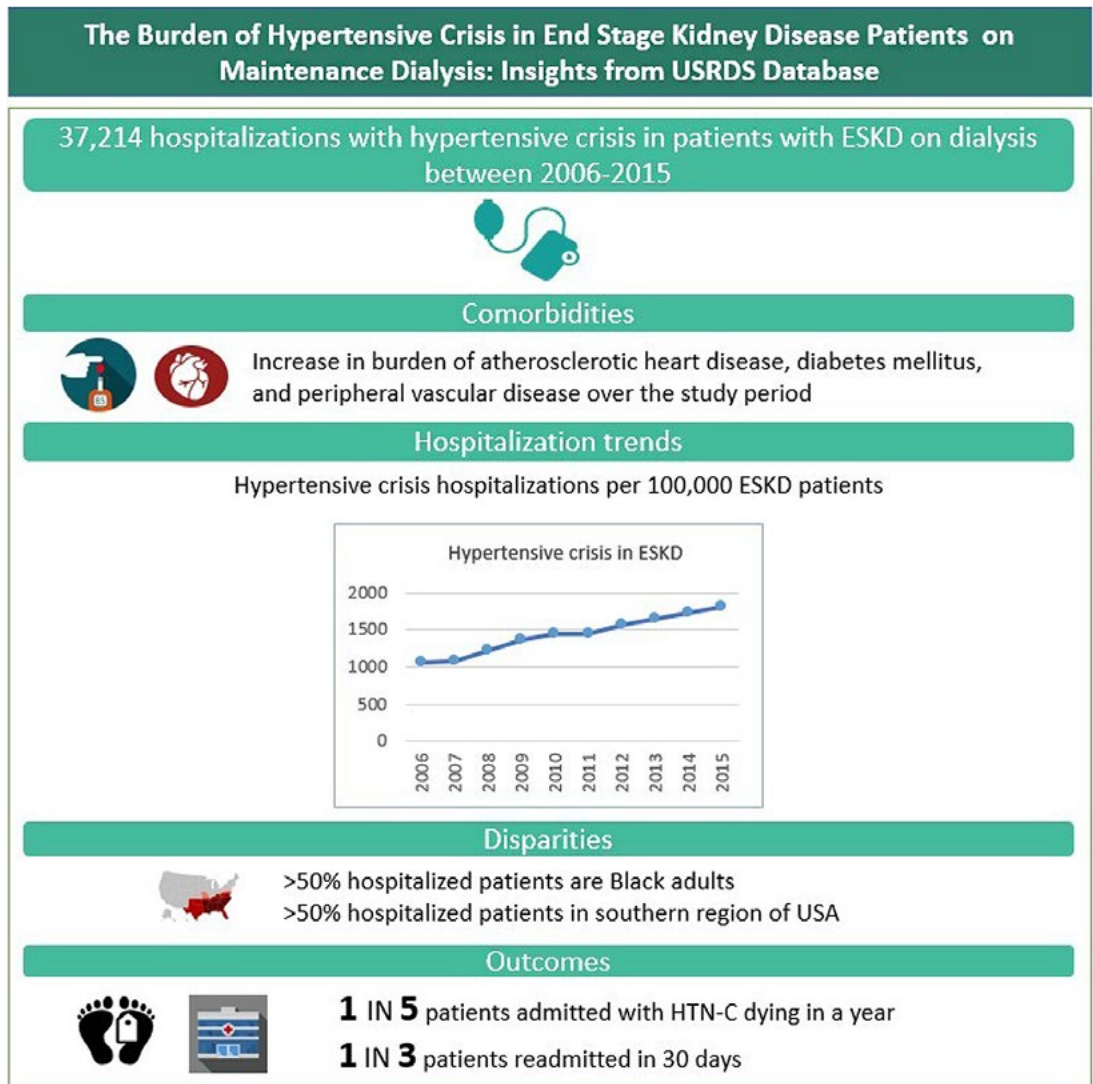 The Burden of Hypertensive Crisis in End Stage Kidney Disease Patients on
Maintenance Dialysis: Insights from USRDS Database
37,214 hospitalizations with hypertensive crisis in patients with ESKD on dialysis
between 2006-2015
Comorbidities
BS
Increase in burden of atherosclerotic heart disease, diabetes mellitus,
and peripheral vascular disease over the study period
Hospitalization trends
Hypertensive crisis hospitalizations per 100,000 ESKD patients
Hypertensive crisis in ESKD
2000
1500
1000
500
0
2006
2007
2008
2009
2010
2011
2012
2013
2014
2015
Disparities
>50% hospitalized patients are Black adults
>50% hospitalized patients in southern region of USA
Outcomes
1 IN 5 patients admitted with HTN-C dying in a year
1 IN 3 patients readmitted in 30 days